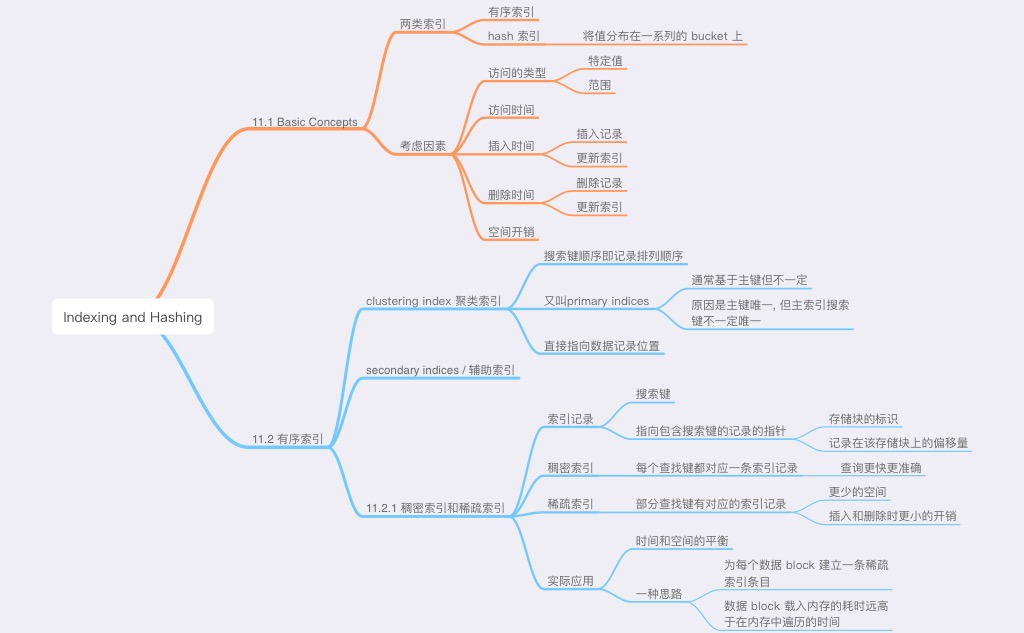 Indexing and Hashing
11.1 Basic Concepts
两类索引
有序索引
hash 索引
将值分布在一系列的 bucket 上
考虑因素
访问的类型
特定值
范围
访问时间
插入时间
插入记录
更新索引
删除时间
删除记录
更新索引
空间开销
11.2 有序索引
clustering index 聚类索引
搜索键顺序即记录排列顺序
又叫primary indices
通常基于主键但不一定
原因是主键唯一, 但主索引搜索
键不一定唯一
直接指向数据记录位置
secondary indices / 辅助索引
11.2.1 稠密索引和稀疏索引
索引记录
搜索键
指向包含搜索键的记录的指针
存储块的标识
记录在该存储块上的偏移量
稠密索引
每个查找键都对应一条索引记录
查询更快更准确
稀疏索引
部分查找键有对应的索引记录
更少的空间
插入和删除时更小的开销
实际应用
时间和空间的平衡
一种思路
为每个数据 block 建立一条稀疏
索引条目
数据 block 载入内存的耗时远高
于在内存中遍历的时间